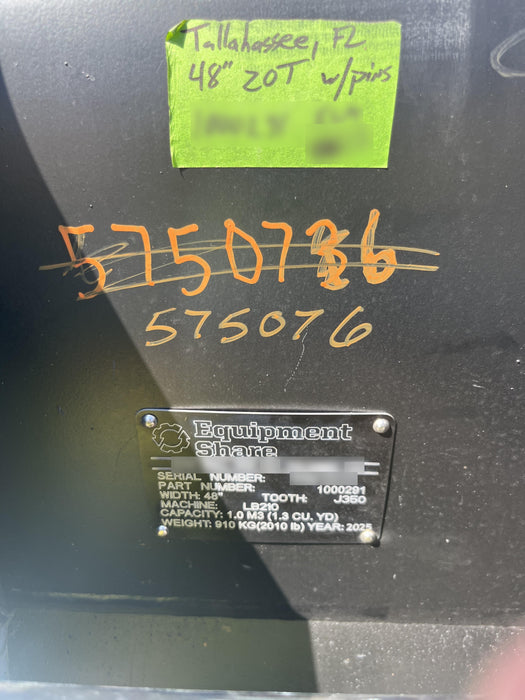 Tallahassee, FL
48" 20T w/pins
575076
Equipment
Share
SERIAL NUMBER:
PART NUMBER: 1000291
WIDTH: 48" TOOTH: J350
MACHINE: LB210
CAPACITY: 1.0 M3 (1.3 CU. YD)
WEIGHT: 910 KG(2010 lb) YEAR: 2025